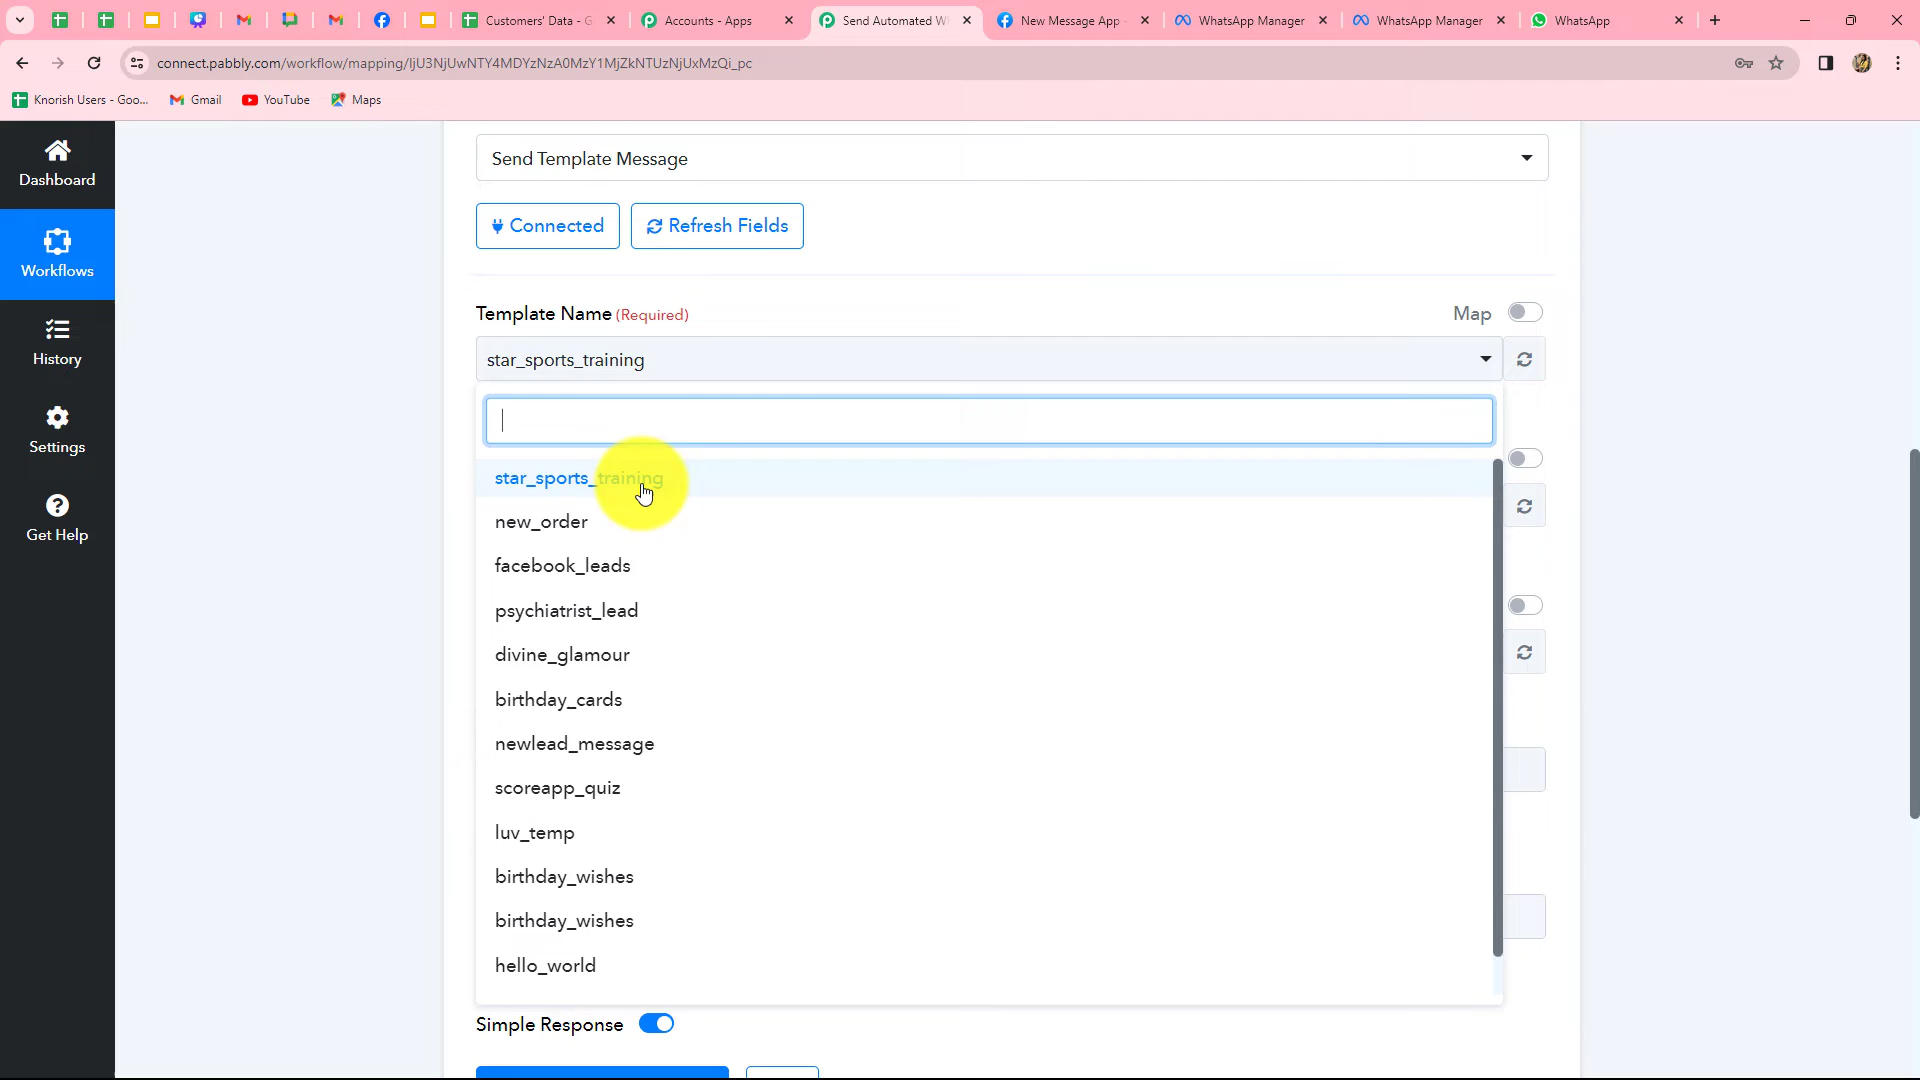 Customers' Data - G
Accounts - Apps
Send Automated W
New Message App
WhatsApp Manager
WhatsApp Manager
WhatsApp
connect.pabbly.com/workflow/mapping/IjU3NjUwNTY4MDYzNzA0MzY1MjZkNTUzNjUxMzQi_pc
Knorish Users - Goo...
Gmail
YouTube
Maps
Dashboard
Workflows
History
Settings
Get Help
Send Template Message
Connected
Refresh Fields
Template Name (Required)
Map
star_sports_training
star_sports_training
new_order
facebook_leads
psychiatrist_lead
divine_glamour
birthday_cards
newlead_message
scoreapp_quiz
luv_temp
birthday_wishes
birthday_wishes
hello_world
Simple Response